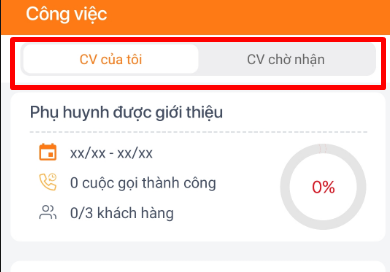 Công việc
CV của tôi
CV chờ nhận
Phụ huynh được giới thiệu
xx/xx - xx/xx
0 cuộc gọi thành công
0%
0/3 khách hàng